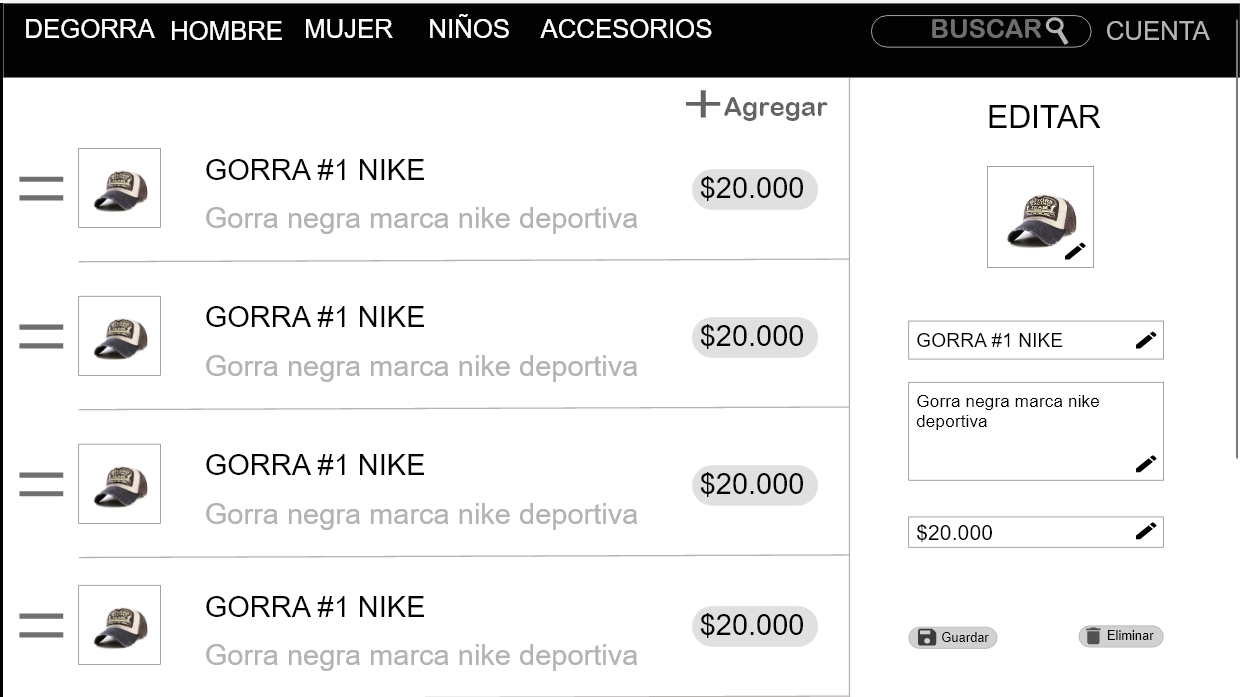 DEGORRA HOMBRE MUJER NIÑOS ACCESORIOS BUSCAR CUENTA
Agregar
GORRA #1 NIKE
Gorra negra marca nike deportiva
$20.000
GORRA #1 NIKE
Gorra negra marca nike deportiva
$20.000
GORRA #1 NIKE
Gorra negra marca nike deportiva
$20.000
GORRA #1 NIKE
Gorra negra marca nike deportiva
$20.000
EDITAR
GORRA #1 NIKE
Gorra negra marca nike
deportiva
$20.000
Guardar Eliminar